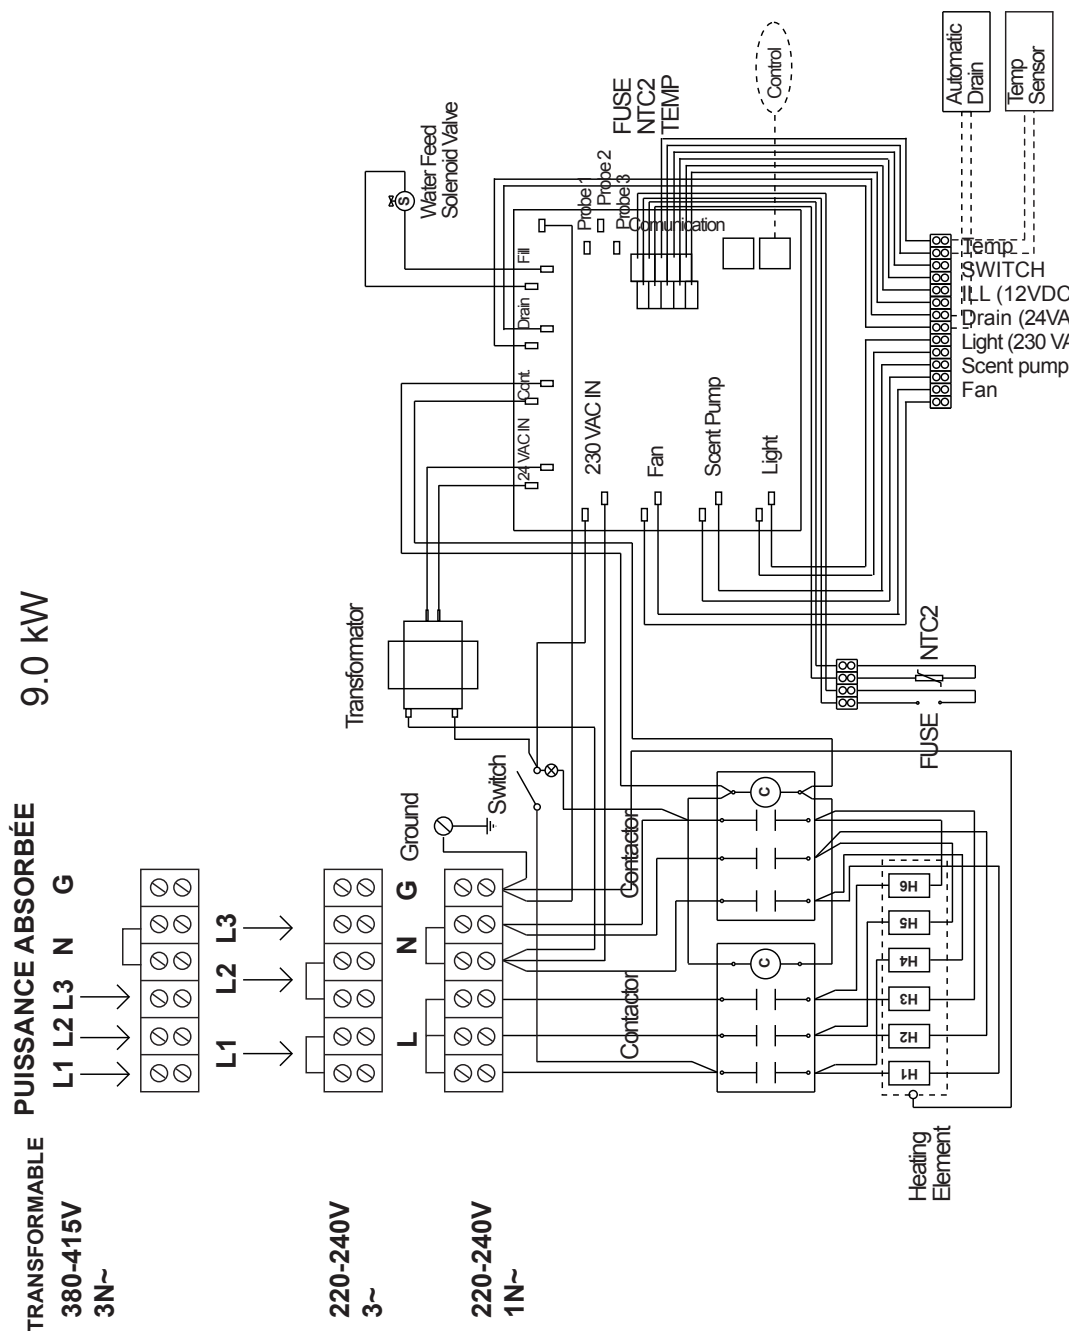 TRANSFORMABLE PUISSANCE ABSORBÉE 9.0 kW
380-415V
3N~
L1 L2 L3 N G
220-240V
3~
L1 L2 L3
220-240V
1N~
L N G
Ground
Switch
Transformator
Water Feed
Solenoid Valve
Fill
Drain
Cont.
24 VAC IN
230 VAC IN
Fan
Scent Pump
Light
Probe 1
Probe 2
Probe 3
Comunication
FUSE
NTC2
TEMP
Control
Automatic
Drain
Temp
Sensor
Temp
SWITCH
ILL (12VDC
Drain (24VA
Light (230 VA
Scent pump
Fan
NTC2
FUSE
Contactor
C
Contactor
C
S
H6
H5
H4
H3
H2
H1
Heating
Element